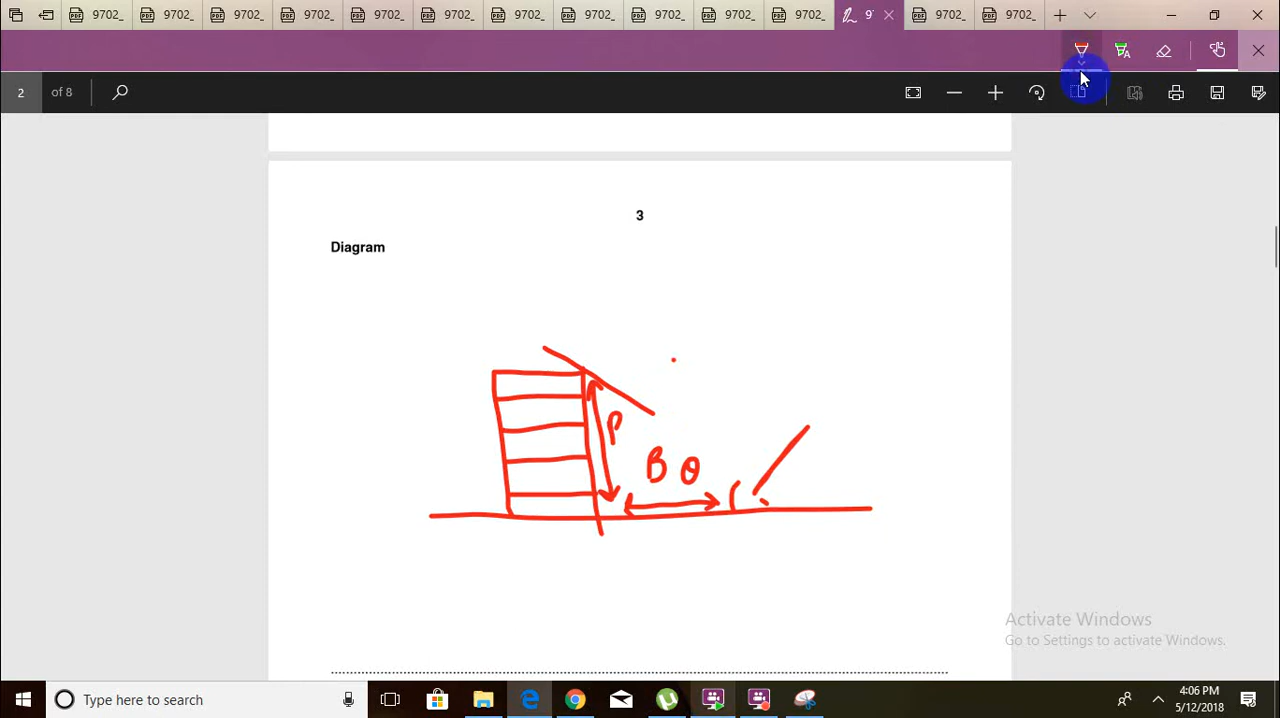 9702_ 9702_ 9702_ 9702_ 9702_ 9702_ 9702_ 9702_ 9702_ 9702_ 9702_ 9 9702_ 9702_
2 of 8
3
Diagram
P
B θ
Activate Windows
Go to Settings to activate Windows.
Type here to search
4:06 PM
5/12/2018